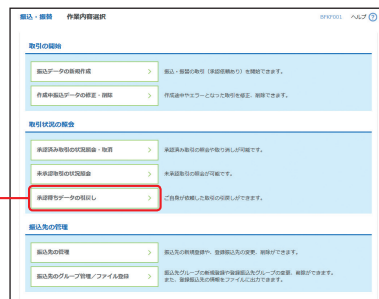 振込・振替 作業内容選択 BFKF001 ヘルプ ?
取引の開始
振込データの新規作成 > 振込・振替の取引（承認依頼あり）を開始できます。
作成中振込データの修正・削除 > 作成途中やエラーとなった取引を修正、削除できます。
取引状況の照会
承認済み取引の状況照会・取消 > 承認済み取引の照会や取り消しが可能です。
未承認取引の状況照会 > 未承認取引の照会が可能です。
承認待ちデータの引戻し > ご自身が依頼した取引の引戻しができます。
振込先の管理
振込先の管理 > 振込先の新規登録や、登録振込先の変更、削除ができます。
振込先のグループ管理／ファイル登録 > 振込先グループの新規登録や登録振込先グループの変更、削除ができます。
また、登録振込先の情報をファイルに出力できます。